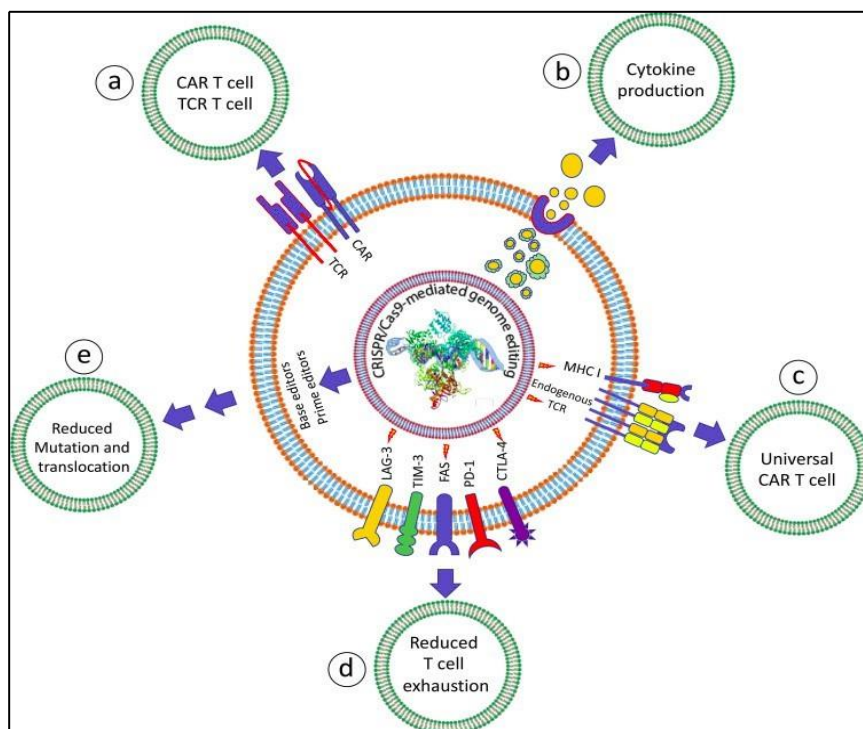 a
CAR T cell
TCR T cell
b
Cytokine
production
TCR
CAR
CRISPR/Cas9-mediated genome editing
Base editors
Prime editors
MHC I
Endogenous
TCR
c
Universal
CAR T cell
e
Reduced
Mutation and
translocation
LAG-3
TIM-3
FAS
PD-1
CTLA-4
d
Reduced
T cell
exhaustion